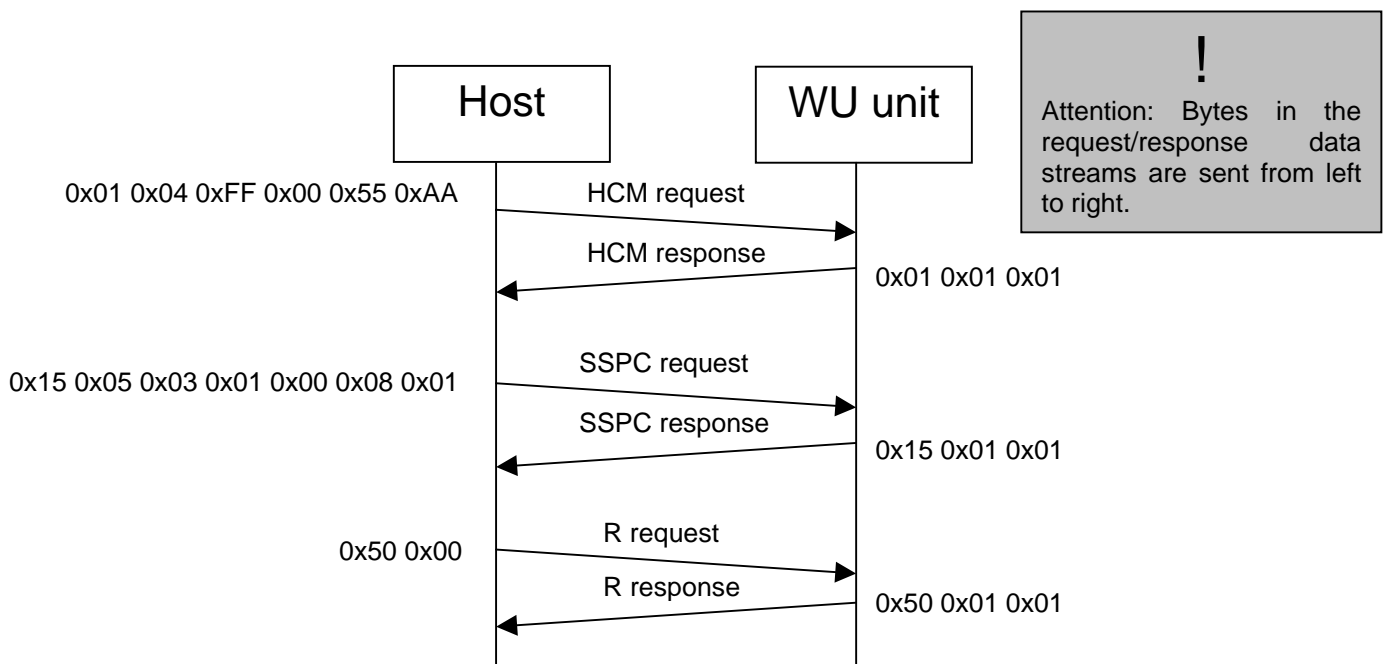 !
Attention: Bytes in the
request/response data
streams are sent from left
to right.
Host
WU unit
0x01 0x04 0xFF 0x00 0x55 0xAA
HCM request
HCM response
0x01 0x01 0x01
0x15 0x05 0x03 0x01 0x00 0x08 0x01
SSPC request
SSPC response
0x15 0x01 0x01
0x50 0x00
R request
R response
0x50 0x01 0x01